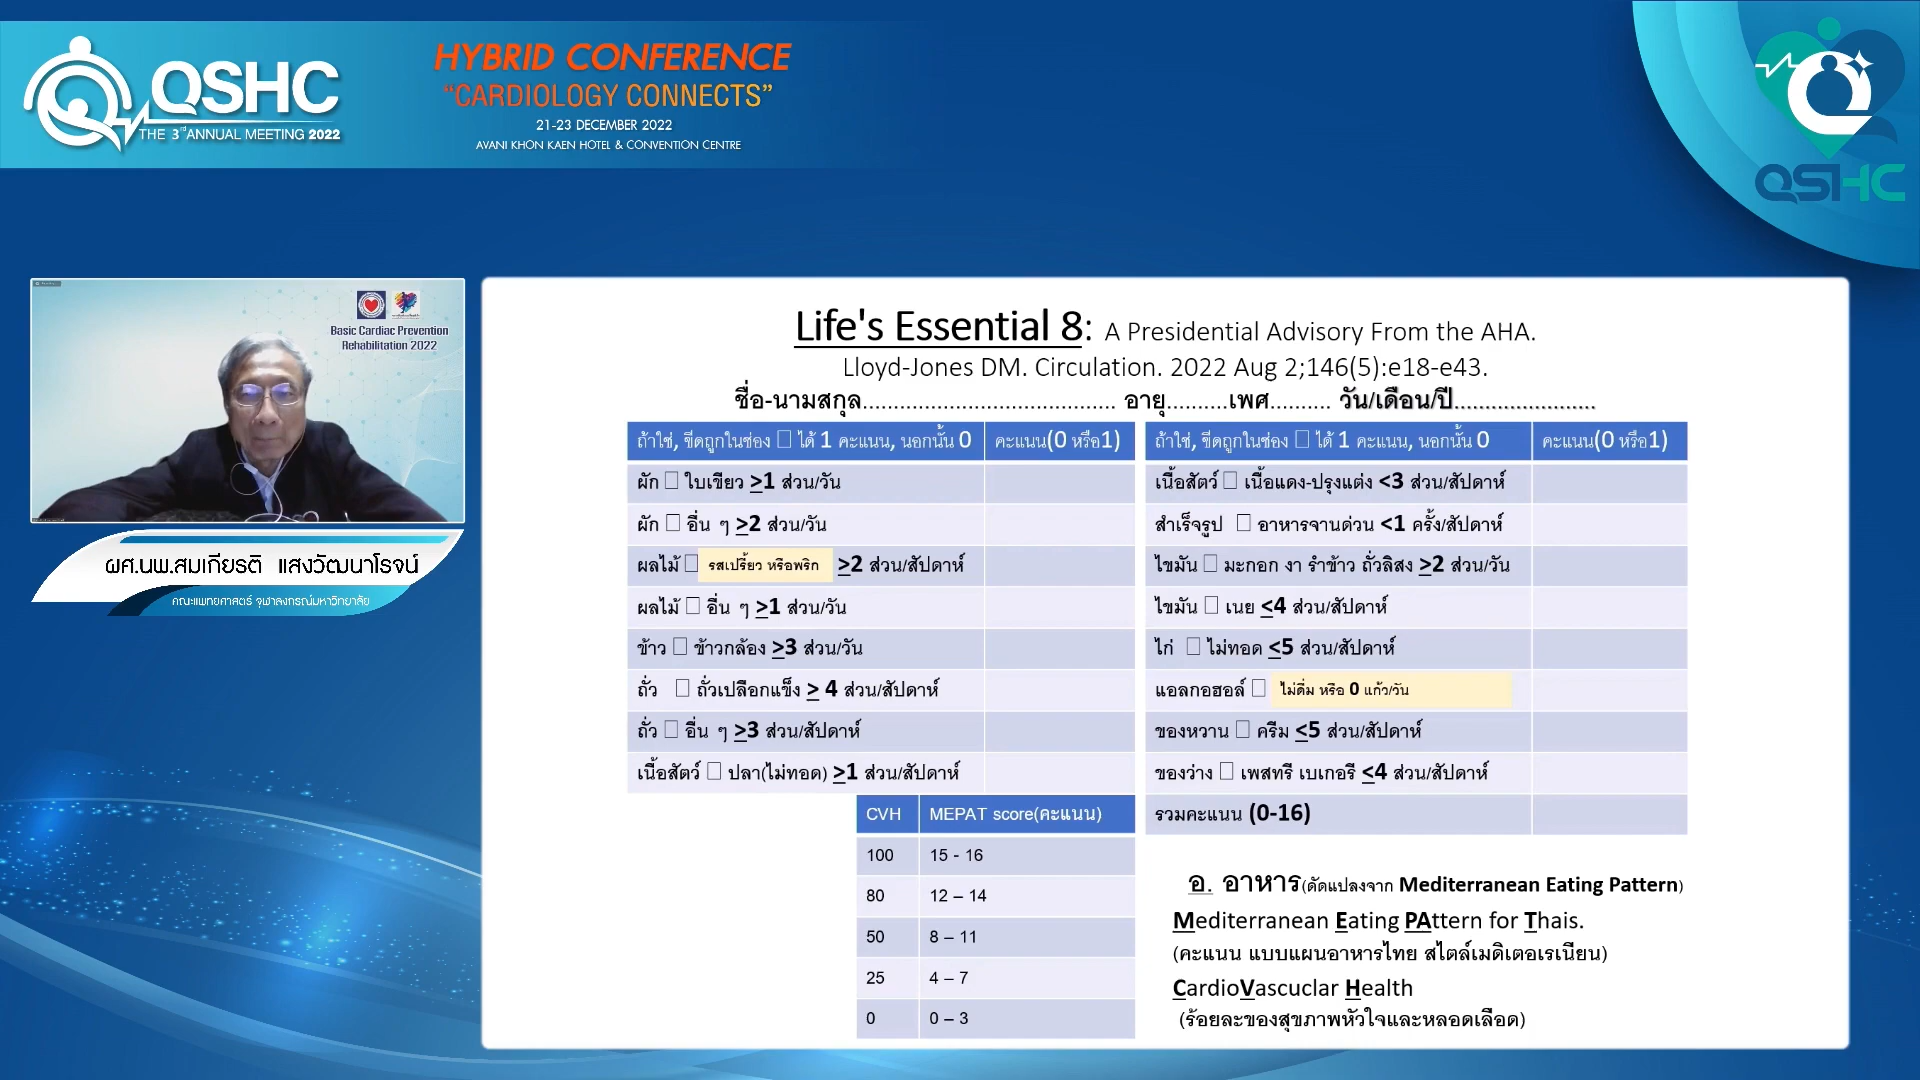 QSHC
THE 3rd ANNUAL MEETING 2022
HYBRID CONFERENCE
"CARDIOLOGY CONNECTS"
21-23 DECEMBER 2022
AVANI KHON KAEN HOTEL & CONVENTION CENTRE
QSHC
Basic Cardiac Prevention
Rehabilitation 2022
ผศ.นพ.สมเกียรติ แสงวัฒนาโรจน์
คณะแพทยศาสตร์ จุฬาลงกรณ์มหาวิทยาลัย
Life's Essential 8: A Presidential Advisory From the AHA.
Lloyd-Jones DM. Circulation. 2022 Aug 2;146(5):e18-e43.
ชื่อ-นามสกุล........................................ อายุ..........เพศ.......... วัน/เดือน/ปี.......................
ถ้าใช่, ขีดถูกในช่อง □ ได้ 1 คะแนน, นอกนั้น 0 คะแนน(0 หรือ1)
ผัก □ ใบเขียว ≥1 ส่วน/วัน
ผัก □ อื่น ๆ ≥2 ส่วน/วัน
ผลไม้ □ รสเปรี้ยว หรือพริก ≥2 ส่วน/สัปดาห์
ผลไม้ □ อื่น ๆ ≥1 ส่วน/วัน
ข้าว □ ข้าวกล้อง ≥3 ส่วน/วัน
ถั่ว □ ถั่วเปลือกแข็ง ≥ 4 ส่วน/สัปดาห์
ถั่ว □ อื่น ๆ ≥3 ส่วน/สัปดาห์
เนื้อสัตว์ □ ปลา(ไม่ทอด) ≥1 ส่วน/สัปดาห์
ถ้าใช่, ขีดถูกในช่อง □ ได้ 1 คะแนน, นอกนั้น 0 คะแนน(0 หรือ1)
เนื้อสัตว์ □ เนื้อแดง-ปรุงแต่ง <3 ส่วน/สัปดาห์
สำเร็จรูป □ อาหารจานด่วน <1 ครั้ง/สัปดาห์
ไขมัน □ มะกอก งา รำข้าว ถั่วลิสง ≥2 ส่วน/วัน
ไขมัน □ เนย ≤4 ส่วน/สัปดาห์
ไก่ □ ไม่ทอด ≤5 ส่วน/สัปดาห์
แอลกอฮอล์ □ ไม่ดื่ม หรือ 0 แก้ว/วัน
ของหวาน □ ครีม ≤5 ส่วน/สัปดาห์
ของว่าง □ เพสทรี เบเกอรี ≤4 ส่วน/สัปดาห์
รวมคะแนน (0-16)
CVH MEPAT score(คะแนน)
100 15 - 16
80 12 – 14
50 8 – 11
25 4 – 7
0 0 – 3
อ. อาหาร(ดัดแปลงจาก Mediterranean Eating Pattern)
Mediterranean Eating PAttern for Thais.
(คะแนน แบบแผนอาหารไทย สไตล์เมดิเตอเรเนียน)
CardioVascuclar Health
(ร้อยละของสุขภาพหัวใจและหลอดเลือด)